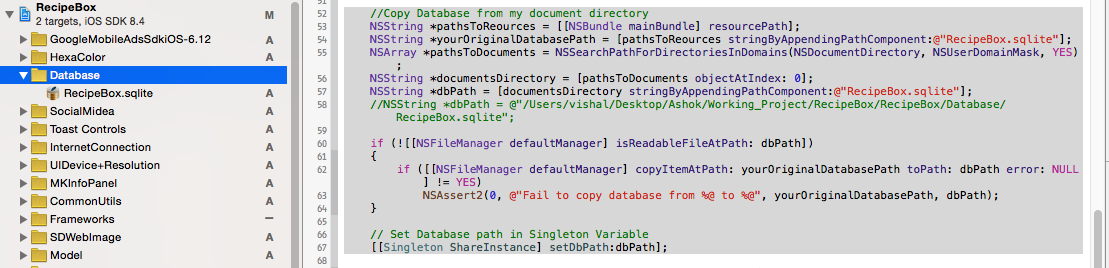 RecipeBox M
2 targets, iOS SDK 8.4
GoogleMobileAdsSdkiOS-6.12 A
HexaColor A
Database
RecipeBox.sqlite A
SocialMidea A
Toast Controls A
InternetConnection A
UIDevice+Resolution A
MKInfoPanel A
CommonUtils A
Frameworks –
SDWebImage A
Model A
51
52 //Copy Database from my document directory
53 NSString *pathsToReources = [[NSBundle mainBundle] resourcePath];
54 NSString *yourOriginalDatabasePath = [pathsToReources stringByAppendingPathComponent:@"RecipeBox.sqlite"];
55 NSArray *pathsToDocuments = NSSearchPathForDirectoriesInDomains(NSDocumentDirectory, NSUserDomainMask, YES)
;
56 NSString *documentsDirectory = [pathsToDocuments objectAtIndex: 0];
57 NSString *dbPath = [documentsDirectory stringByAppendingPathComponent:@"RecipeBox.sqlite"];
58 //NSString *dbPath = @"/Users/vishal/Desktop/Ashok/Working_Project/RecipeBox/RecipeBox/Database/
RecipeBox.sqlite";
59
60 if (![[NSFileManager defaultManager] isReadableFileAtPath: dbPath])
61 {
62 if ([[NSFileManager defaultManager] copyItemAtPath: yourOriginalDatabasePath toPath: dbPath error: NULL
] != YES)
63 NSAssert2(0, @"Fail to copy database from %@ to %@", yourOriginalDatabasePath, dbPath);
64 }
65
66 // Set Database path in Singleton Variable
67 [[Singleton ShareInstance] setDbPath:dbPath];
68